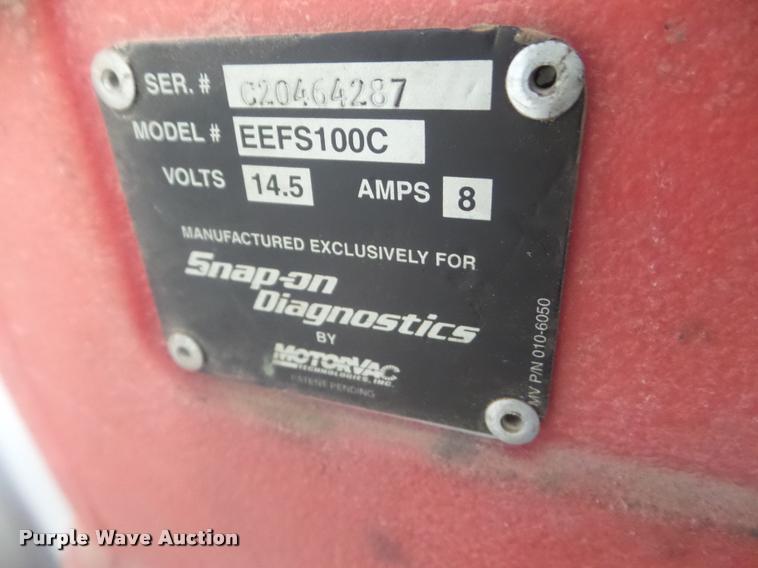 SER. # C20464287
MODEL # EEFS100C
VOLTS 14.5 AMPS 8
MANUFACTURED EXCLUSIVELY FOR
Snap-on
Diagnostics
BY
MOTORVAC
TECHNOLOGIES, INC.
PATENT PENDING
MV P/N 010-6050
Purple Wave Auction